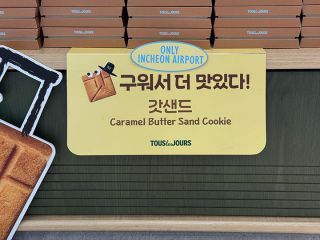 ONLY
INCHEON AIRPORT
구워서 더 맛있다!
갓샌드
Caramel Butter Sand Cookie
TOUS les JOURS